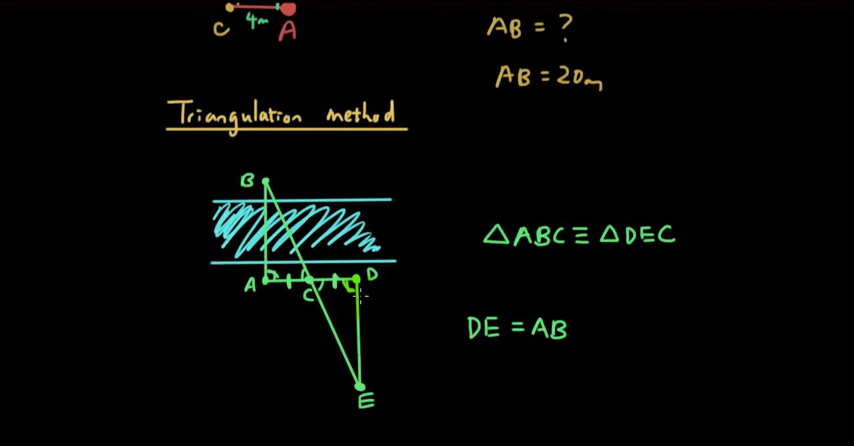 C 4m A
AB = ?
AB = 20m
Triangulation method
B
△ABC ≡ △DEC
A C D
DE = AB
E